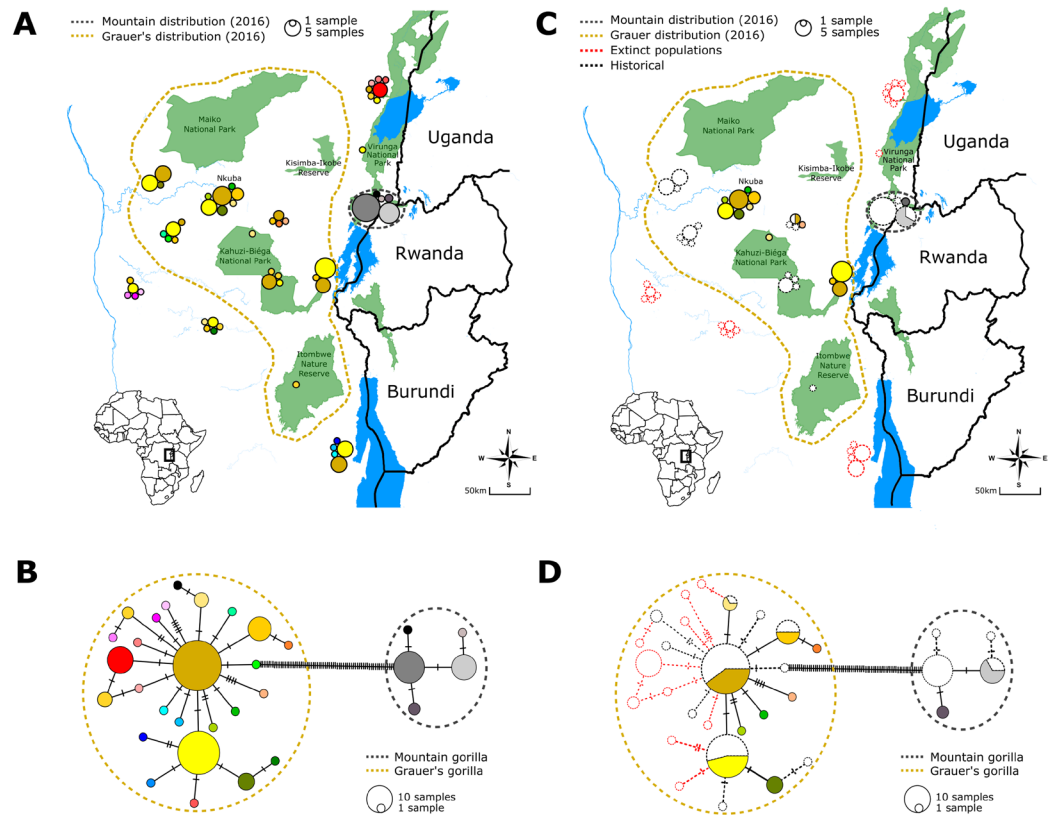 A
Mountain distribution (2016)
Grauer's distribution (2016)
1 sample
5 samples
Maiko
National Park
Uganda
Virunga
National
Park
Kisimba-Ikobe
Reserve
Nkuba
Kahuzi-Biéga
National Park
Rwanda
Itombwe
Nature
Reserve
Burundi
N
W
E
S
50km
C
Mountain distribution (2016)
Grauer distribution (2016)
Extinct populations
Historical
1 sample
5 samples
Maiko
National Park
Uganda
Virunga
National
Park
Kisimba-Ikobe
Reserve
Nkuba
Kahuzi-Biéga
National Park
Rwanda
Itombwe
Nature
Reserve
Burundi
N
W
E
S
50km
B
Mountain gorilla
Grauer's gorilla
10 samples
1 sample
D
Mountain gorilla
Grauer's gorilla
10 samples
1 sample